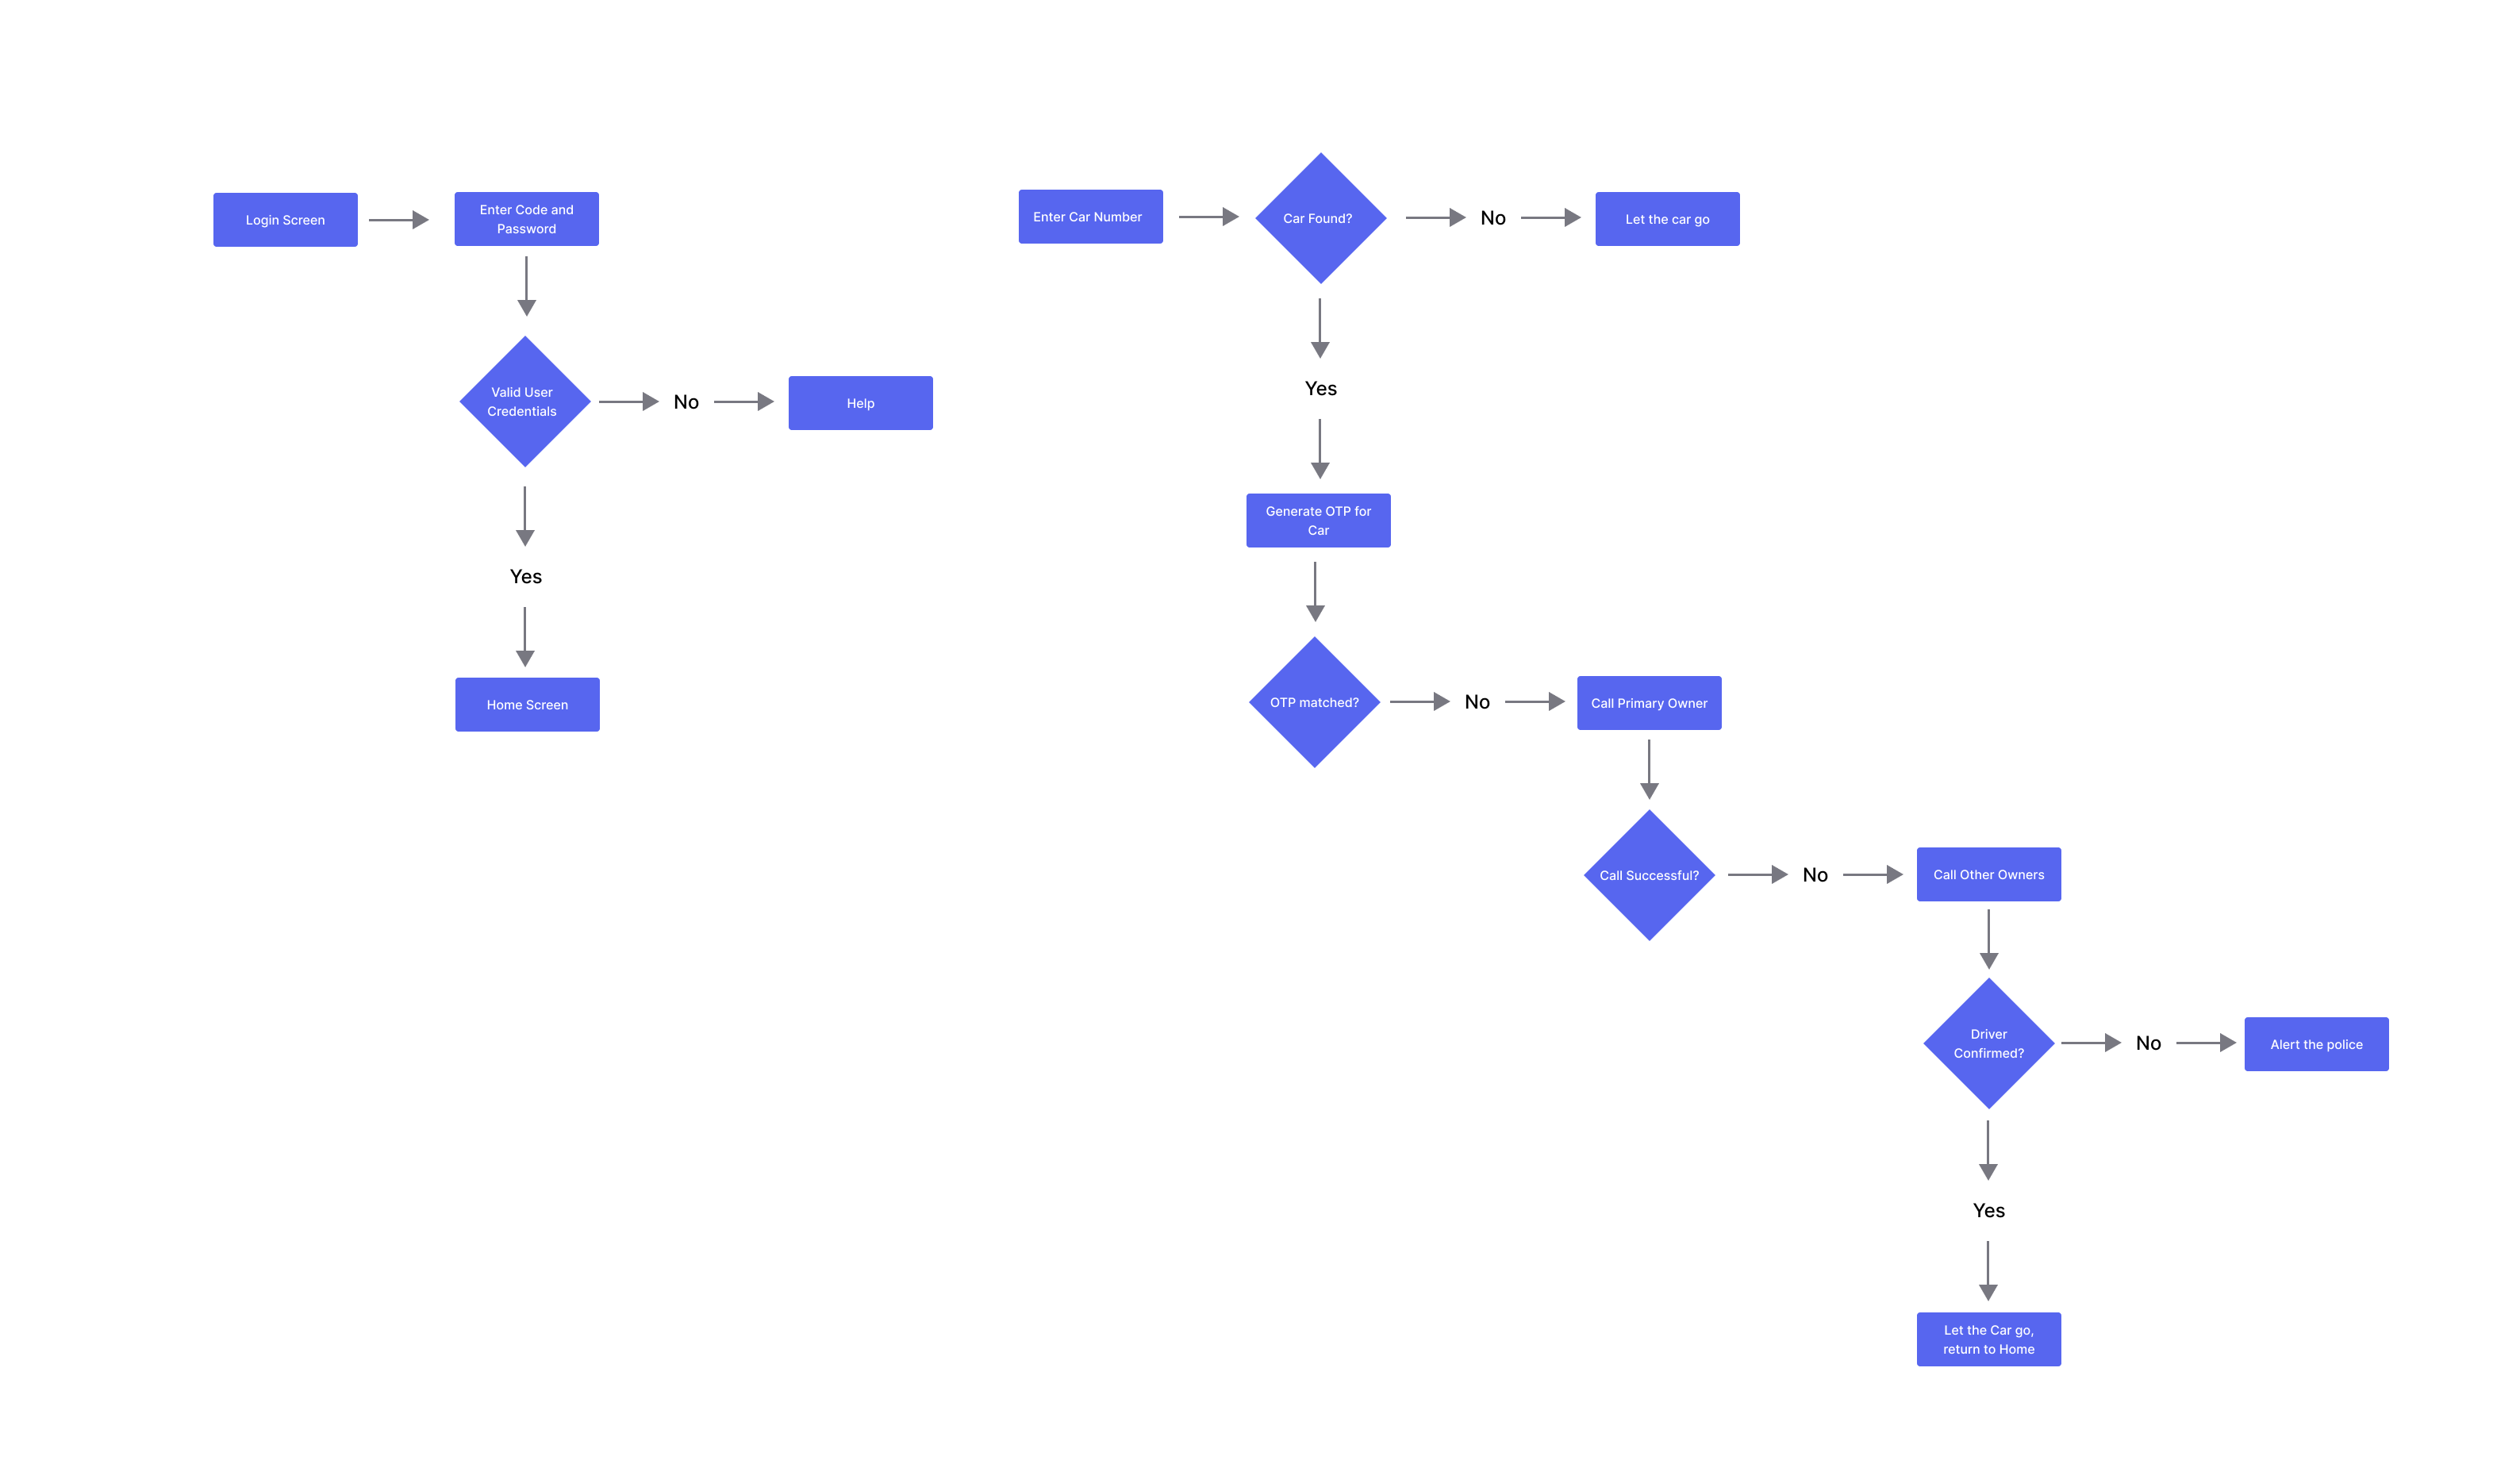 Login Screen
Enter Code and
Password
Valid User
Credentials
No
Help
Yes
Home Screen
Enter Car Number
Car Found?
No
Let the car go
Yes
Generate OTP for
Car
OTP matched?
No
Call Primary Owner
Call Successful?
No
Call Other Owners
Driver
Confirmed?
No
Alert the police
Yes
Let the Car go,
return to Home